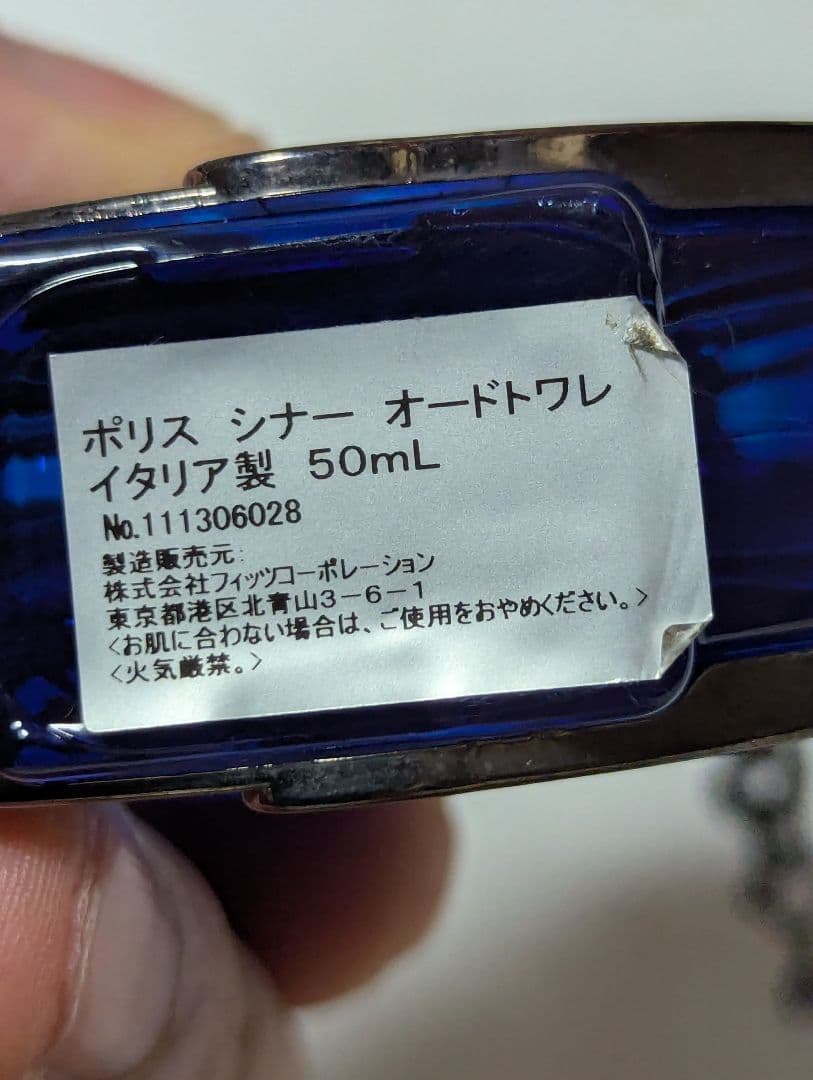 ポリス シナー オードトワレ
イタリア製 50mL
No.111306028
製造販売元:
株式会社フィッツコーポレーション
東京都港区北青山3-6-1
<お肌に合わない場合は、ご使用をおやめください。>
<火気厳禁。>